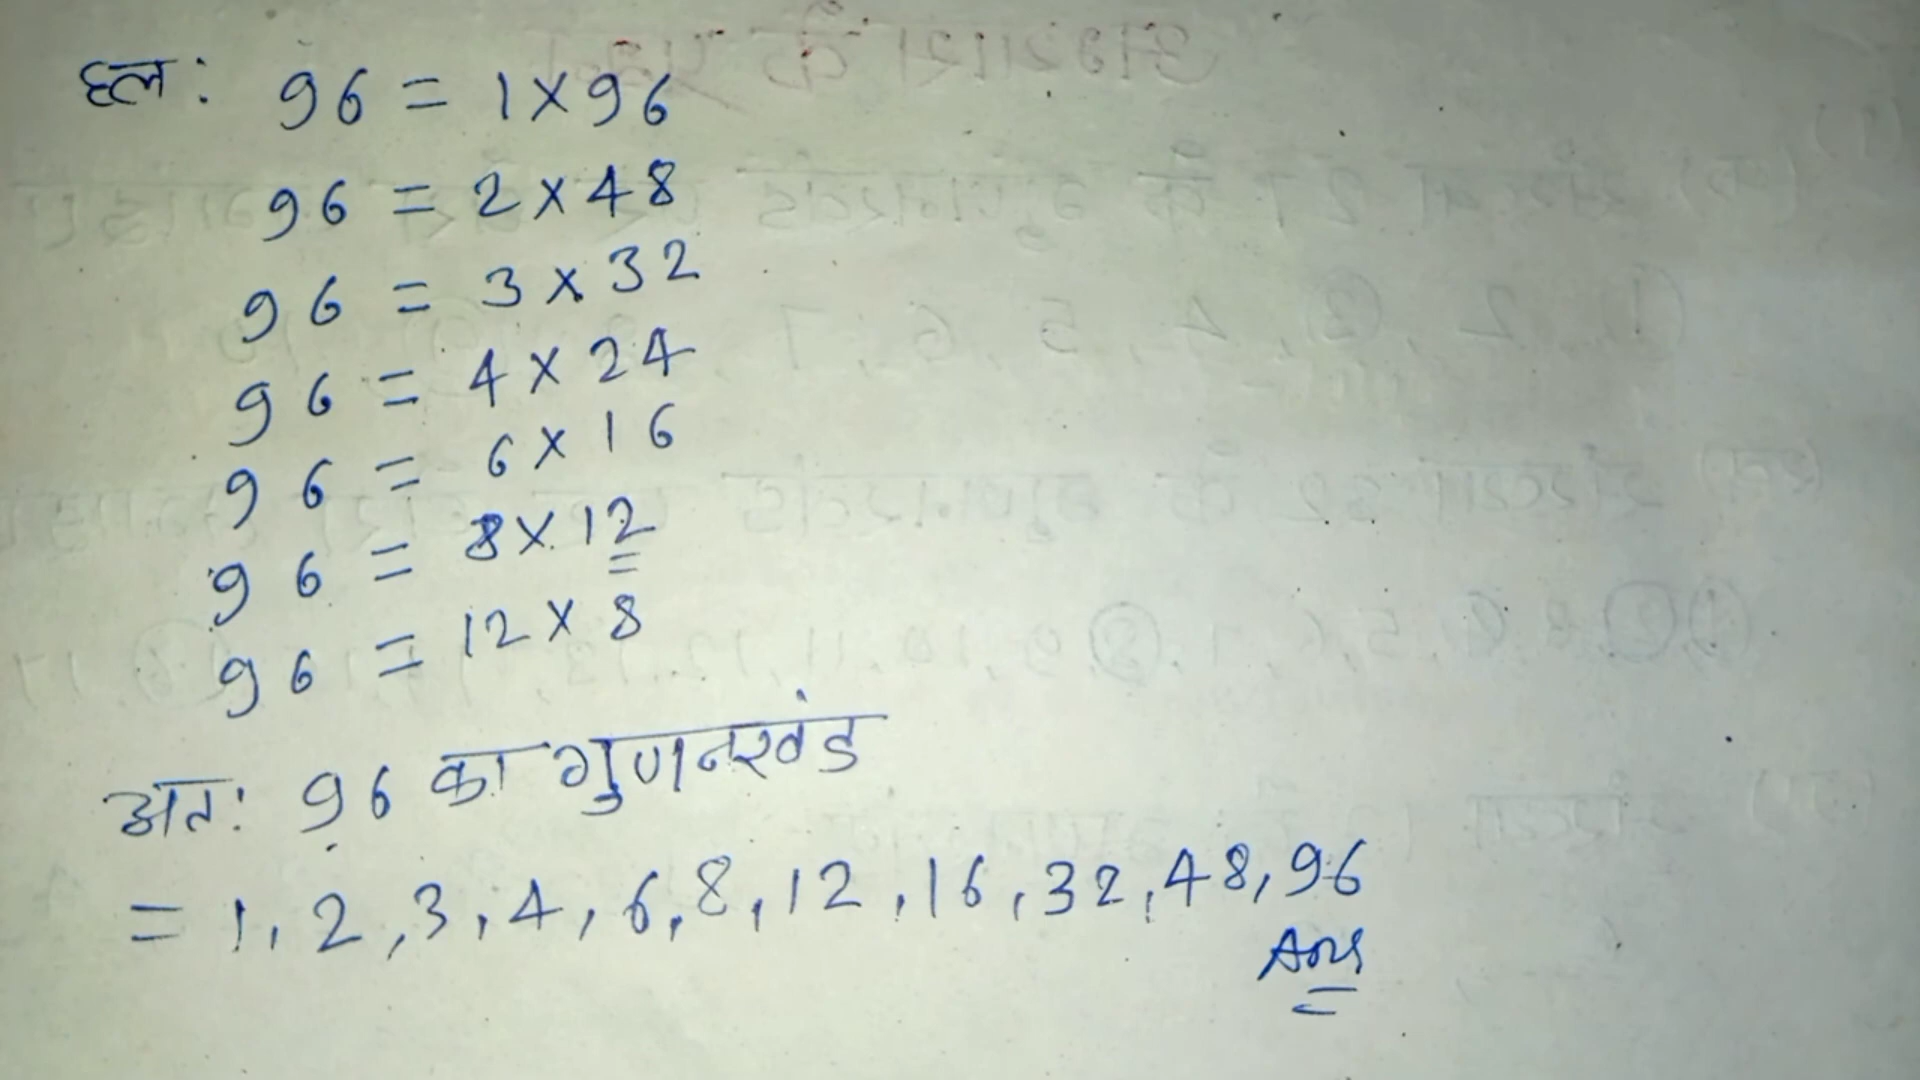 हल: 96 = 1×96
96 = 2×48
96 = 3×32
96 = 4×24
96 = 6×16
96 = 8×12
96 = 12×8
अत: 96 का गुणनखंड
= 1, 2, 3, 4, 6, 8, 12, 16, 32, 48, 96
Ans